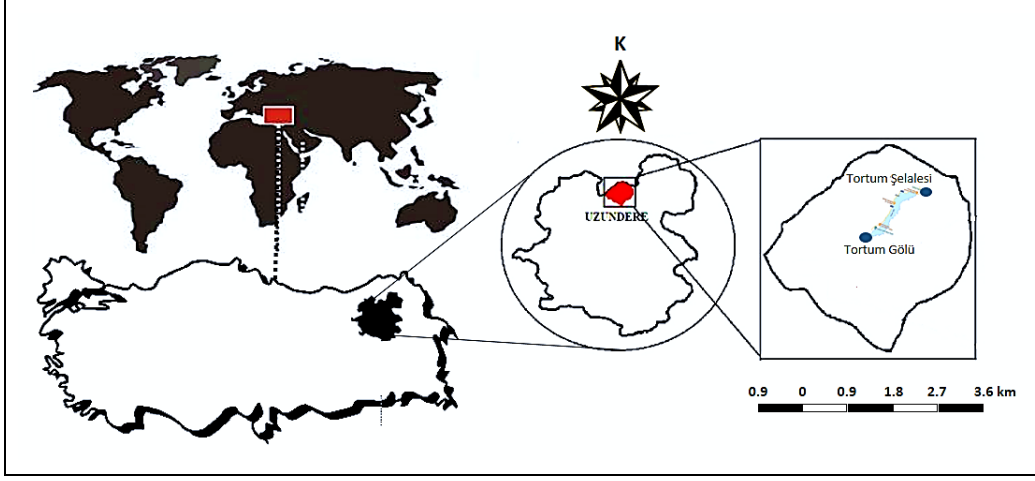 K
UZUNDERE
Tortum Şelalesi
Tortum Gölü
0.9 0 0.9 1.8 2.7 3.6 km